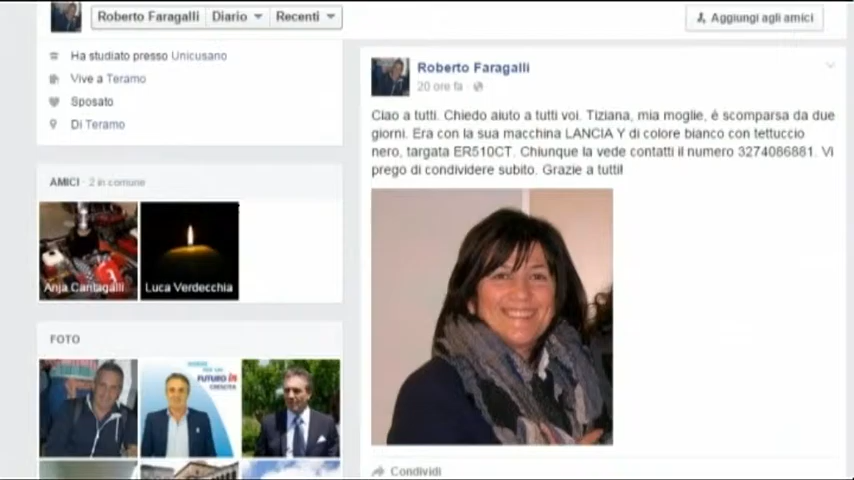 Roberto Faragalli Diario Recenti Aggiungi agli amici
Ha studiato presso Unicusano
Vive a Teramo
Sposato
Di Teramo
AMICI · 2 in comune
Anja Cantagalli Luca Verdecchia
FOTO
FUTURO IN
CRESCITA
Roberto Faragalli
20 ore fa ·
Ciao a tutti. Chiedo aiuto a tutti voi. Tiziana, mia moglie, è scomparsa da due
giorni. Era con la sua macchina LANCIA Y di colore bianco con tettuccio
nero, targata ER510CT. Chiunque la vede contatti il numero 3274086881. Vi
prego di condividere subito. Grazie a tutti!
Condividi